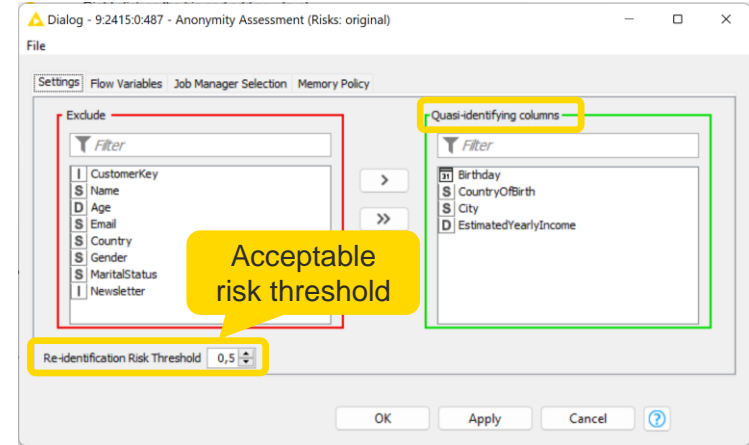 Dialog - 9:2415:0:487 - Anonymity Assessment (Risks: original)
File
Settings Flow Variables Job Manager Selection Memory Policy
Exclude
Filter
I CustomerKey
S Name
D Age
S Email
S Country
S Gender
S MaritalStatus
I Newsletter
>
>>
Quasi-identifying columns
Filter
31 Birthday
S CountryOfBirth
S City
D EstimatedYearlyIncome
Acceptable
risk threshold
Re-identification Risk Threshold 0,5
OK Apply Cancel ?